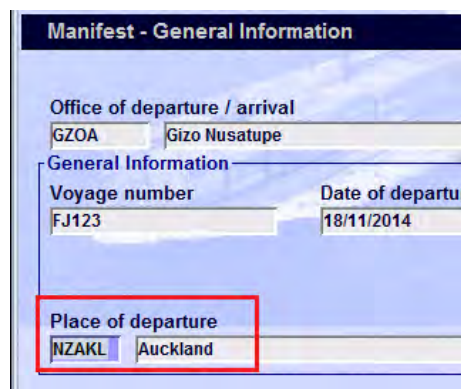 Manifest - General Information
Office of departure / arrival
GZOA Gizo Nusatupe
General Information
Voyage number Date of departu
FJ123 18/11/2014
Place of departure
NZAKL Auckland